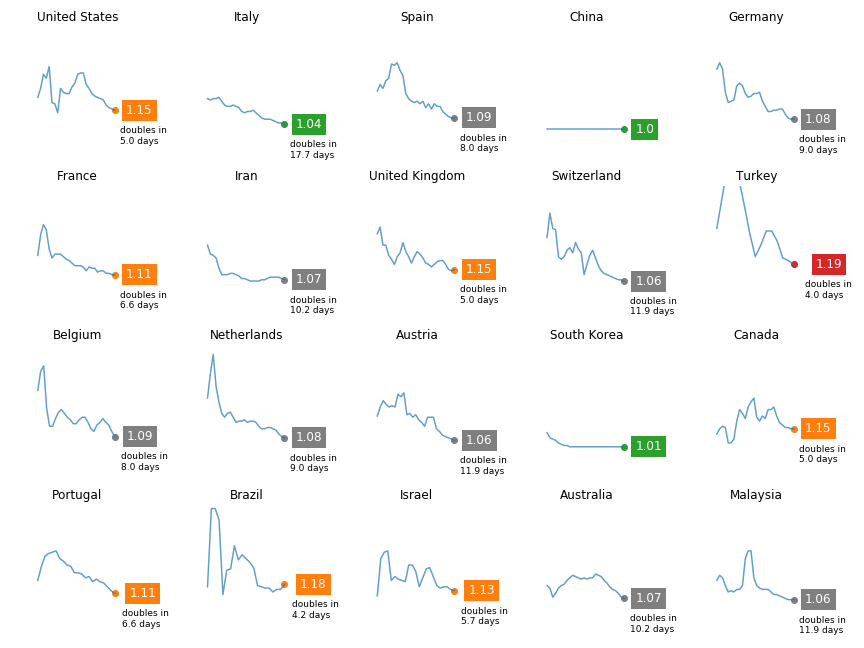 United States
1.15
doubles in
5.0 days
Italy
1.04
doubles in
17.7 days
Spain
1.09
doubles in
8.0 days
China
1.0
Germany
1.08
doubles in
9.0 days
France
1.11
doubles in
6.6 days
Iran
1.07
doubles in
10.2 days
United Kingdom
1.15
doubles in
5.0 days
Switzerland
1.06
doubles in
11.9 days
Turkey
1.19
doubles in
4.0 days
Belgium
1.09
doubles in
8.0 days
Netherlands
1.08
doubles in
9.0 days
Austria
1.06
doubles in
11.9 days
South Korea
1.01
Canada
1.15
doubles in
5.0 days
Portugal
1.11
doubles in
6.6 days
Brazil
1.18
doubles in
4.2 days
Israel
1.13
doubles in
5.7 days
Australia
1.07
doubles in
10.2 days
Malaysia
1.06
doubles in
11.9 days